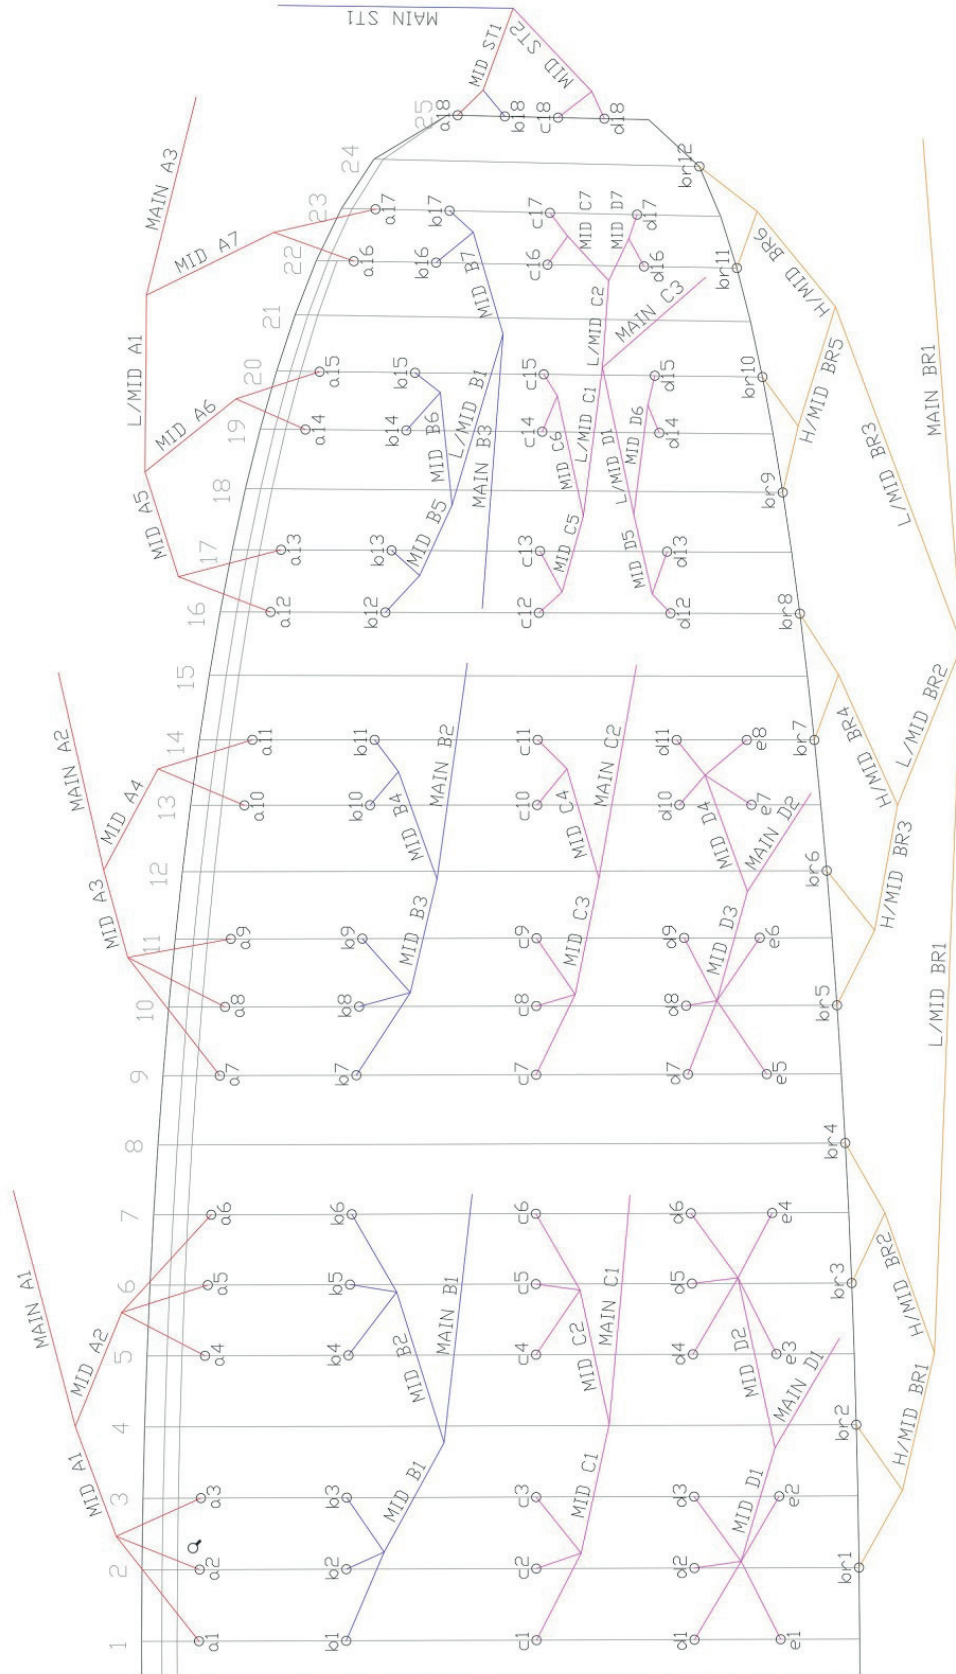 MAIN ST1
MID ST1
MID ST2
25
a18
b18
c18
d18
MAIN A3
24
br12
23
MID A7
a17
b17
c17
MID C7
MID D7
d17
22
a16
b16
c16
d16
br11
H/MID BR6
MID B7
L/MID C2
MAIN C3
21
L/MID A1
20
a15
b15
c15
d15
br10
H/MID BR5
MAIN BR1
MID A6
L/MID B1
L/MID C1
19
a14
b14
MID B6
c14
MID C6
L/MID D1
MID D6
d14
L/MID BR3
MAIN B3
18
br9
MID A5
MID B5
MID C5
MID D5
17
a13
b13
c13
d13
16
a12
b12
c12
d12
br8
15
MAIN A2
MAIN B2
MAIN C2
H/MID BR4
L/MID BR2
14
a11
b11
c11
d11
e8
br7
MID A4
MID B4
MID C4
MID D4
MAIN D2
13
a10
b10
c10
d10
e7
12
br6
H/MID BR3
MID A3
MID B3
MID C3
MID D3
11
a9
b9
c9
d9
e6
10
a8
b8
c8
d8
br5
L/MID BR1
9
a7
b7
c7
d7
e5
8
br4
7
a6
b6
c6
d6
e4
MAIN A1
MAIN B1
MAIN C1
H/MID BR2
6
a5
b5
c5
d5
br3
MID A2
MID B2
MID C2
MID D2
5
a4
b4
c4
d4
e3
MAIN D1
4
br2
H/MID BR1
MID A1
MID B1
MID C1
MID D1
3
a3
b3
c3
d3
e2
2
a2
b2
c2
d2
br1
1
a1
b1
c1
d1
e1